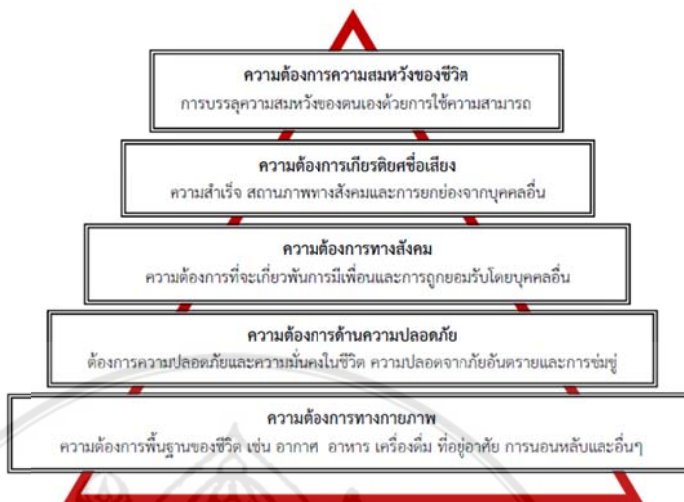 ความต้องการความสมหวังของชีวิต
การบรรลุความสมหวังของตนเองด้วยการใช้ความสามารถ
ความต้องการเกียรติยศชื่อเสียง
ความสำเร็จ สถานภาพทางสังคมและการยกย่องจากบุคคลอื่น
ความต้องการทางสังคม
ความต้องการที่จะเกี่ยวพันการมีเพื่อนและการถูกยอมรับโดยบุคคลอื่น
ความต้องการด้านความปลอดภัย
ต้องการความปลอดภัยและความมั่นคงในชีวิต ความปลอดจากภัยอันตรายและการข่มขู่
ความต้องการทางกายภาพ
ความต้องการพื้นฐานของชีวิต เช่น อากาศ อาหาร เครื่องดื่ม ที่อยู่อาศัย การนอนหลับและอื่นๆ